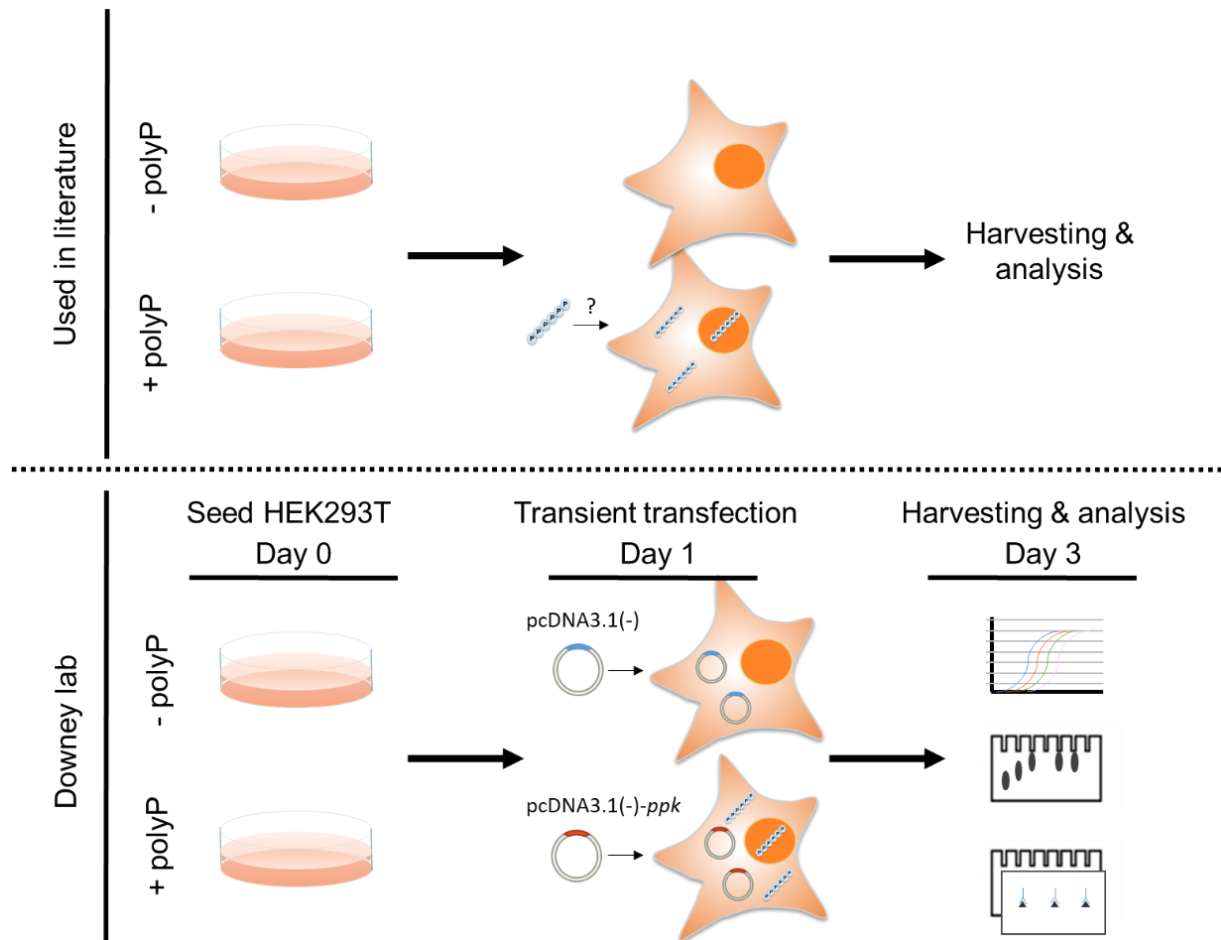 Used in literature
- polyP
+ polyP
?
P P P P P P
Harvesting &
analysis
Downey lab
Seed HEK293T
Day 0
Transient transfection
Day 1
Harvesting & analysis
Day 3
- polyP
pcDNA3.1(-)
+ polyP
pcDNA3.1(-)-ppk